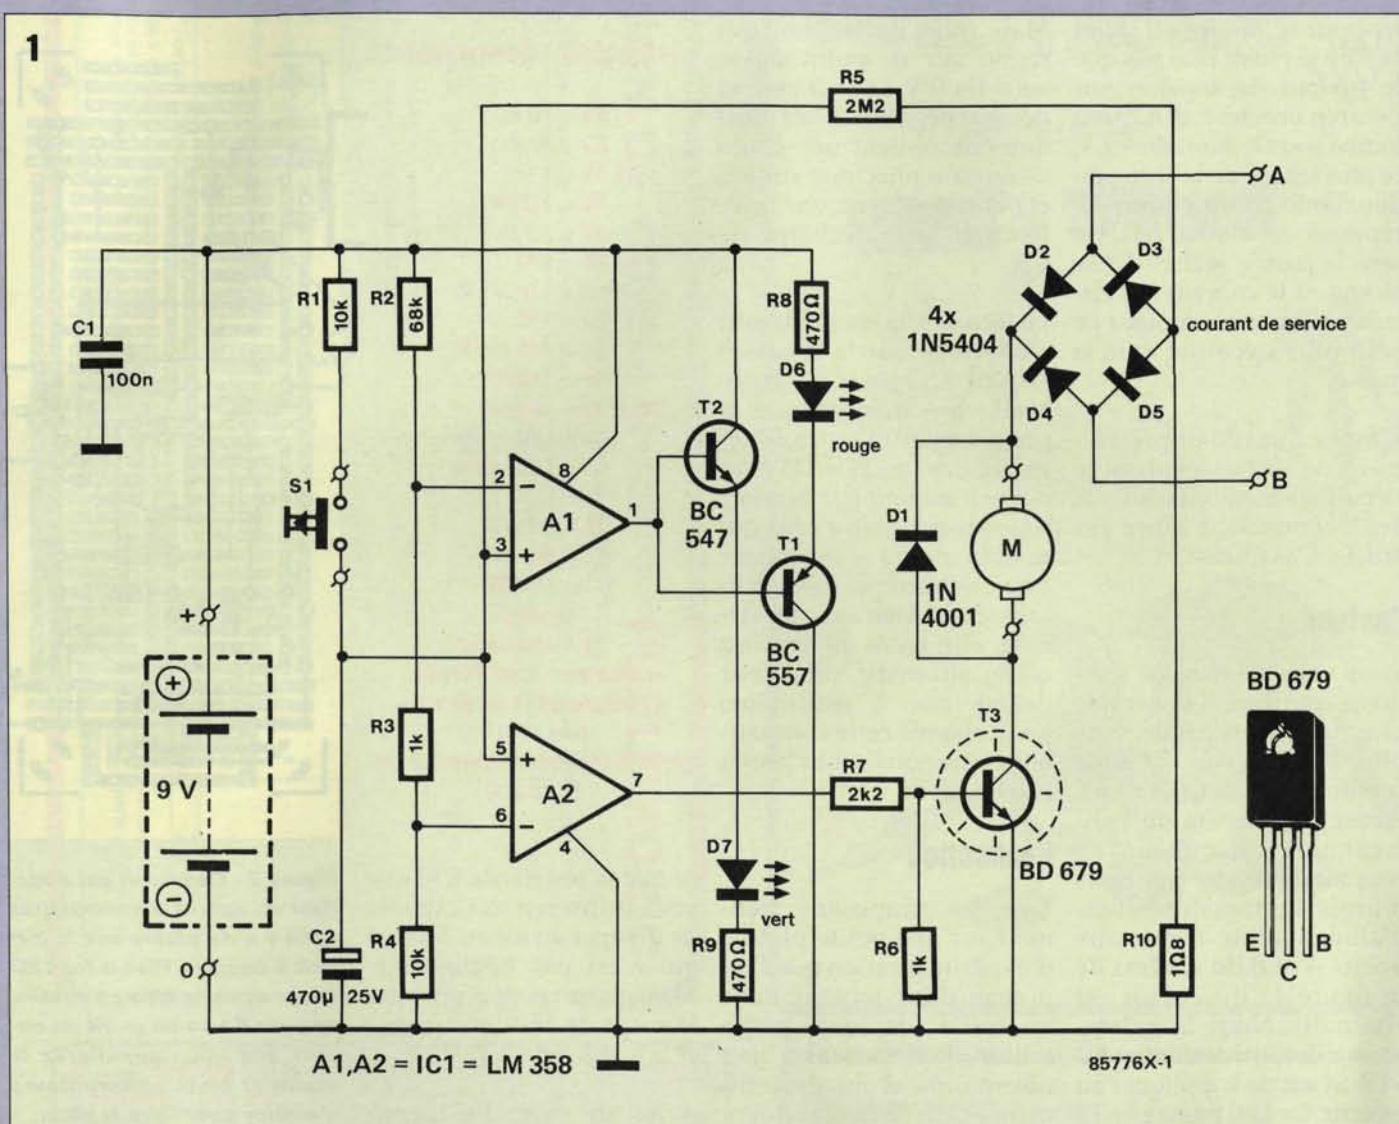 1
R5
2M2
A
D2
D3
R1
10k
R2
68k
R8
470Ω
4x
1N5404
courant de service
C1
100n
D6
D4
D5
T2
rouge
S1
2
8
−
A1
1
BC
547
B
3
+
D1
T1
M
1N
4001
+
BC
557
BD 679
+
R3
1k
T3
5
+
9 V
A2
7
R7
2k2
6
−
4
D7
BD 679
−
vert
C2
R4
10k
R9
470Ω
R6
1k
R10
1Ω8
E
B
C
0
470µ
25V
A1,A2 = IC1 = LM 358
85776X-1